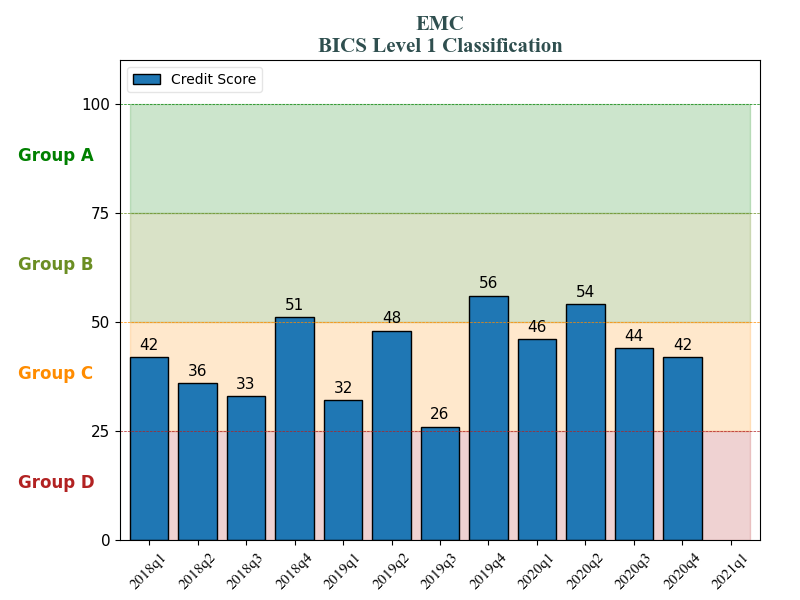 EMC
BICS Level 1 Classification
Credit Score
100
Group A
75
Group B
50
Group C
25
Group D
0
42
36
33
51
32
48
26
56
46
54
44
42
2018q1
2018q2
2018q3
2018q4
2019q1
2019q2
2019q3
2019q4
2020q1
2020q2
2020q3
2020q4
2021q1